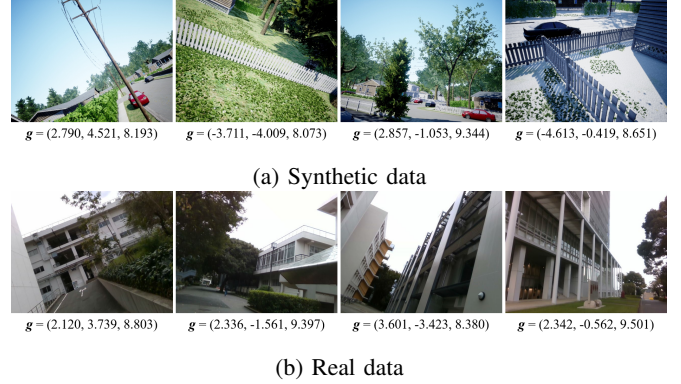 g = (2.790, 4.521, 8.193) g = (-3.711, -4.009, 8.073) g = (2.857, -1.053, 9.344) g = (-4.613, -0.419, 8.651)
(a) Synthetic data
g = (2.120, 3.739, 8.803) g = (2.336, -1.561, 9.397) g = (3.601, -3.423, 8.380) g = (2.342, -0.562, 9.501)
(b) Real data